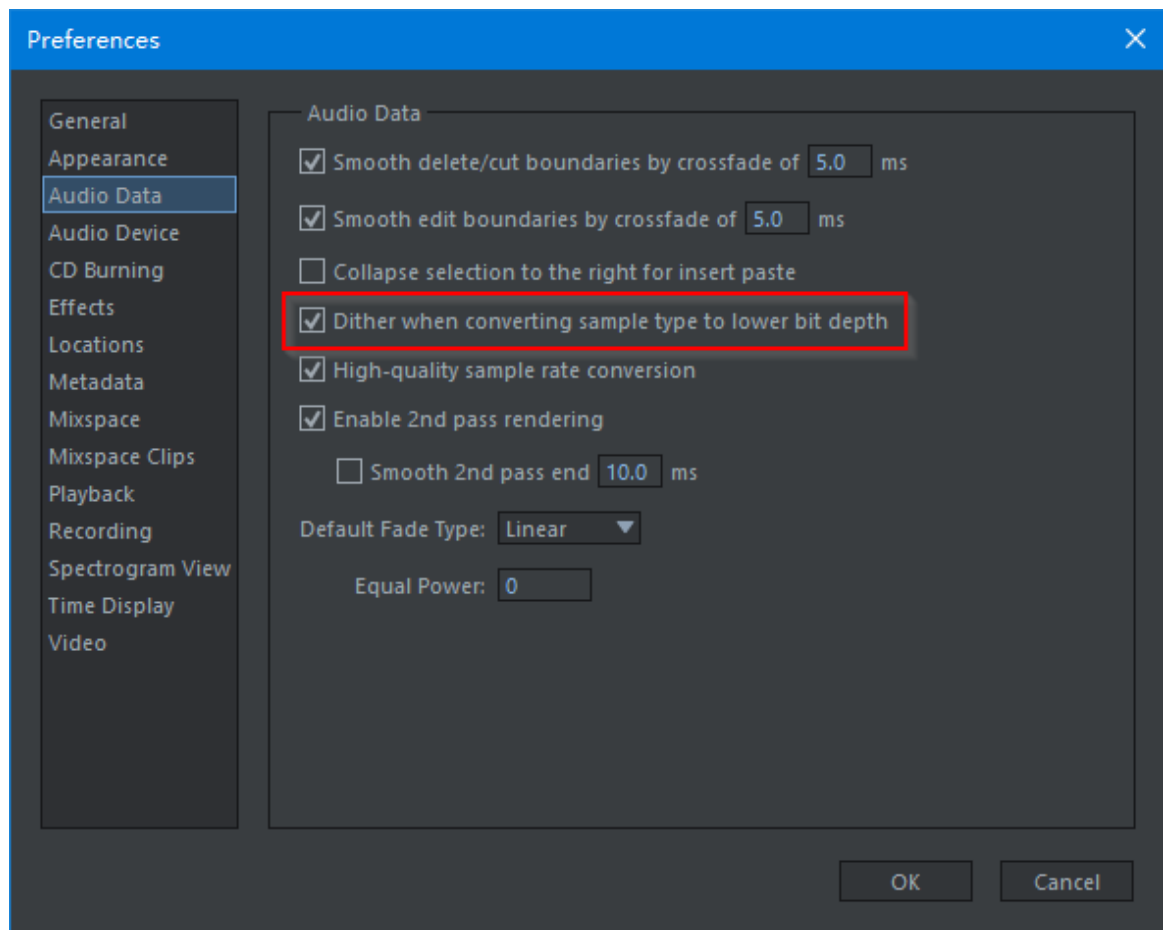 Preferences
General
Appearance
Audio Data
Audio Device
CD Burning
Effects
Locations
Metadata
Mixspace
Mixspace Clips
Playback
Recording
Spectrogram View
Time Display
Video
Audio Data
Smooth delete/cut boundaries by crossfade of 5.0 ms
Smooth edit boundaries by crossfade of 5.0 ms
Collapse selection to the right for insert paste
Dither when converting sample type to lower bit depth
High-quality sample rate conversion
Enable 2nd pass rendering
Smooth 2nd pass end 10.0 ms
Default Fade Type: Linear
Equal Power: 0
OK Cancel